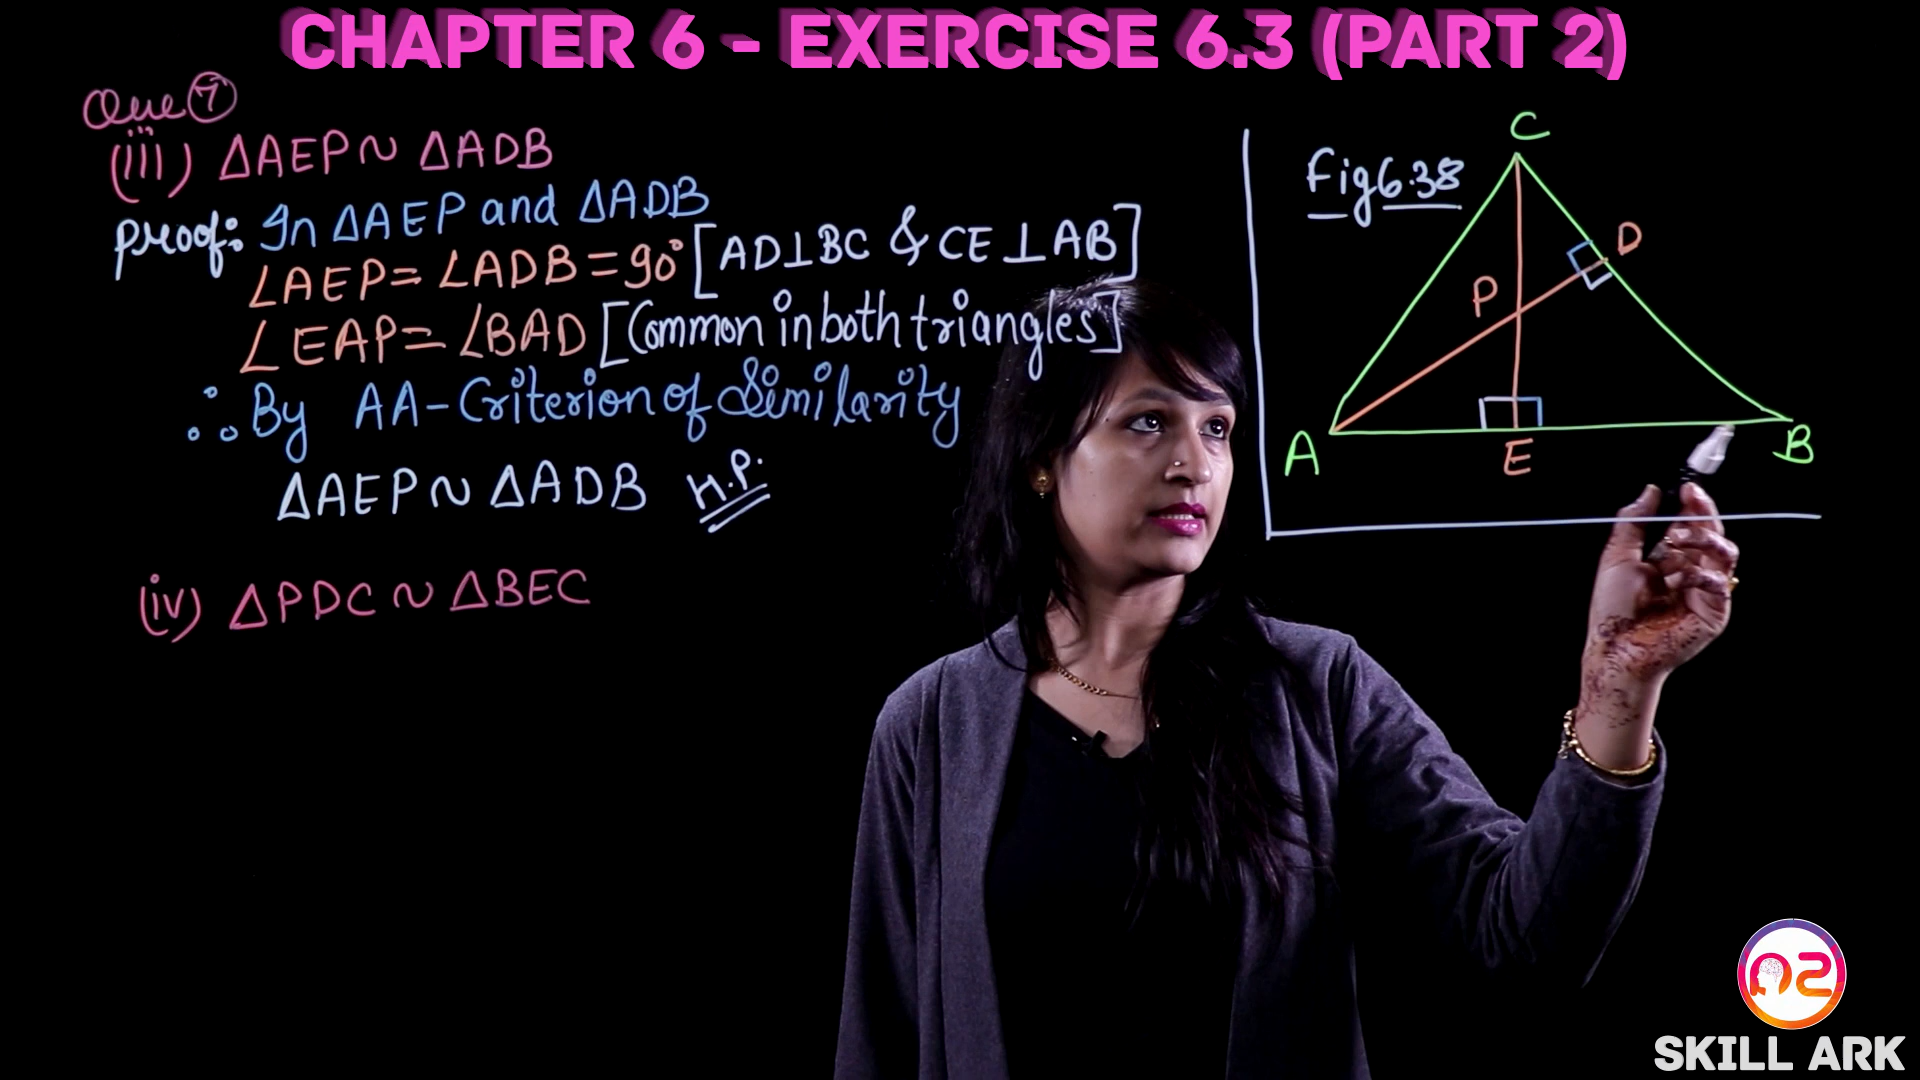 CHAPTER 6 - EXERCISE 6.3 (PART 2)
Que 7
(iii) ΔAEP ~ ΔADB
Proof: In ΔAEP and ΔADB
∠AEP = ∠ADB = 90° [AD⊥BC & CE⊥AB]
∠EAP = ∠BAD [Common in both triangles]
∴ By AA-Criterion of Similarity
ΔAEP ~ ΔADB H.P.
(iv) ΔPDC ~ ΔBEC
Fig 6.38
C
D
P
A
E
B
SKILL ARK